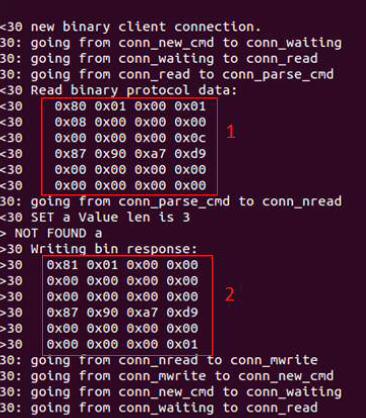 <30 new binary client connection.
30: going from conn_new_cmd to conn_waiting
30: going from conn_waiting to conn_read
30: going from conn_read to conn_parse_cmd
<30 Read binary protocol data:
<30 0x80 0x01 0x00 0x01
<30 0x08 0x00 0x00 0x00
<30 0x00 0x00 0x00 0x0c
<30 0x87 0x90 0xa7 0xd9
<30 0x00 0x00 0x00 0x00
<30 0x00 0x00 0x00 0x00
1
30: going from conn_parse_cmd to conn_nread
<30 SET a Value len is 3
> NOT FOUND a
>30 Writing bin response:
>30 0x81 0x01 0x00 0x00
>30 0x00 0x00 0x00 0x00
>30 0x00 0x00 0x00 0x00
>30 0x87 0x90 0xa7 0xd9
>30 0x00 0x00 0x00 0x00
>30 0x00 0x00 0x00 0x01
2
30: going from conn_nread to conn_mwrite
30: going from conn_mwrite to conn_new_cmd
30: going from conn_new_cmd to conn_waiting
30: going from conn_waiting to conn_read